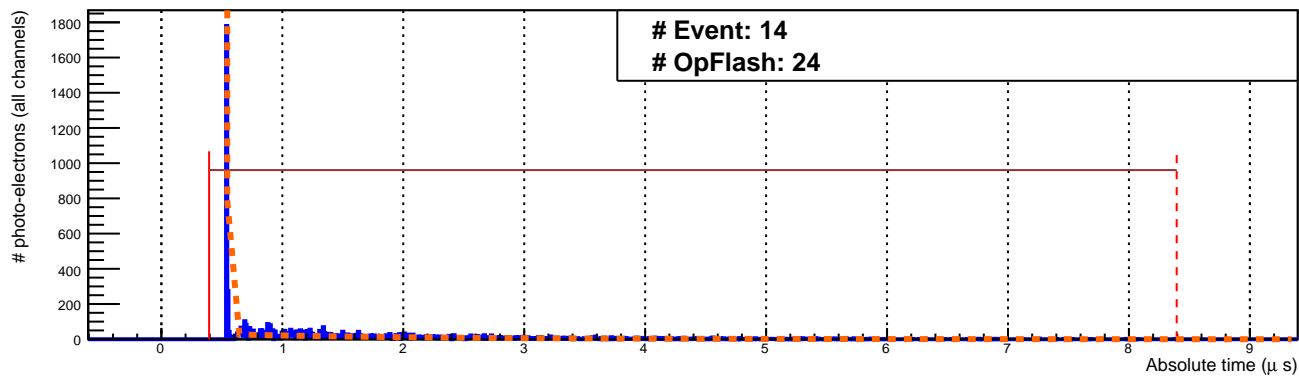 # Event: 14
# OpFlash: 24
# photo-electrons (all channels)
1800
1600
1400
1200
1000
800
600
400
200
0
0 1 2 3 4 5 6 7 8 9
Absolute time (μ s)